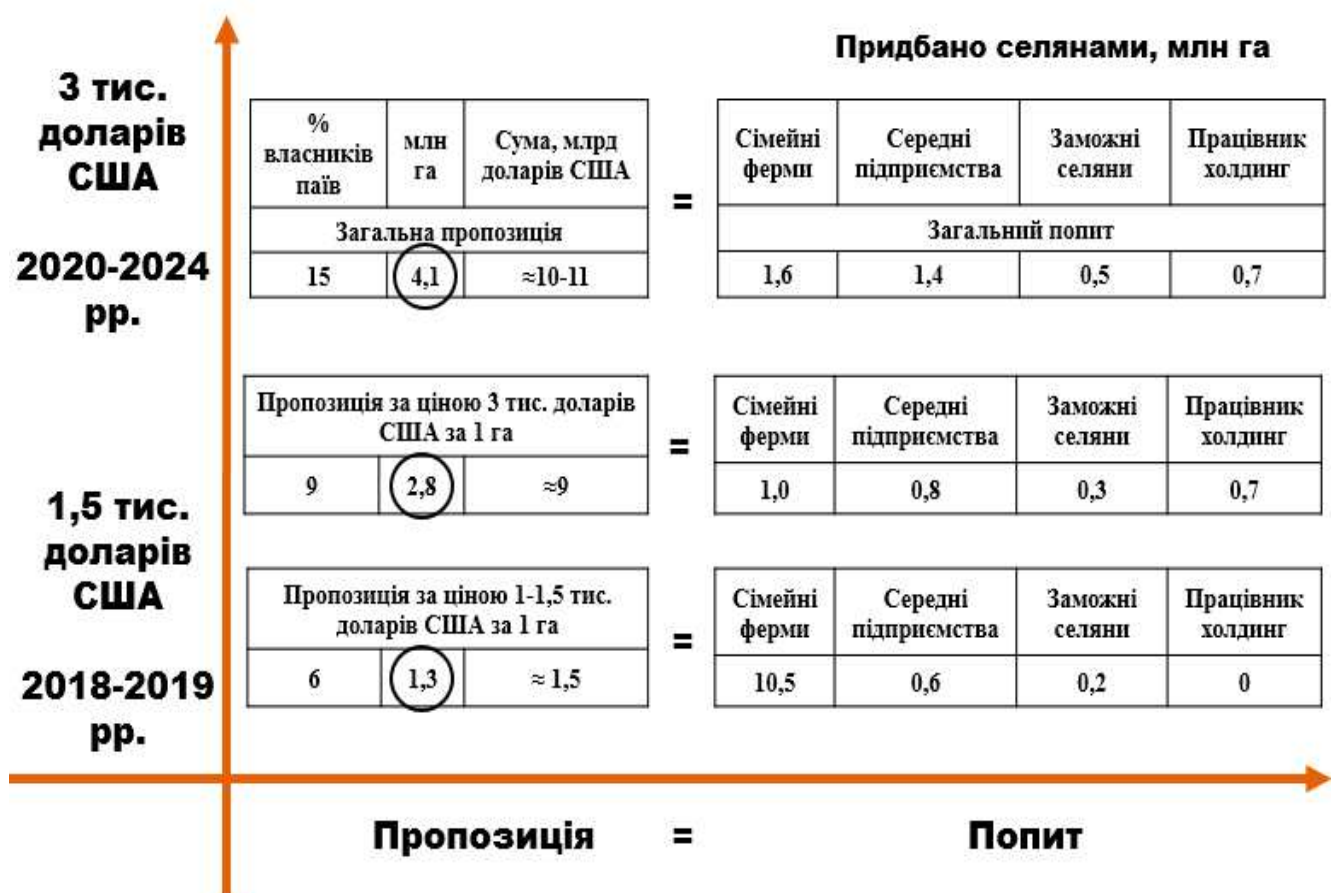 Придбано селянами, млн га
3 тис.
доларів
США
2020-2024
рр.
%
власників
паїв
млн
га
Сума, млрд
доларів США
Загальна пропозиція
15 4,1 ≈10-11
=
Сімейні
ферми
Середні
підприємства
Заможні
селяни
Працівник
холдинг
Загальний попит
1,6 1,4 0,5 0,7
Пропозиція за ціною 3 тис. доларів
США за 1 га
9 2,8 ≈9
=
Сімейні
ферми
Середні
підприємства
Заможні
селяни
Працівник
холдинг
1,0 0,8 0,3 0,7
1,5 тис.
доларів
США
2018-2019
рр.
Пропозиція за ціною 1-1,5 тис.
доларів США за 1 га
6 1,3 ≈ 1,5
=
Сімейні
ферми
Середні
підприємства
Заможні
селяни
Працівник
холдинг
10,5 0,6 0,2 0
Пропозиція = Попит